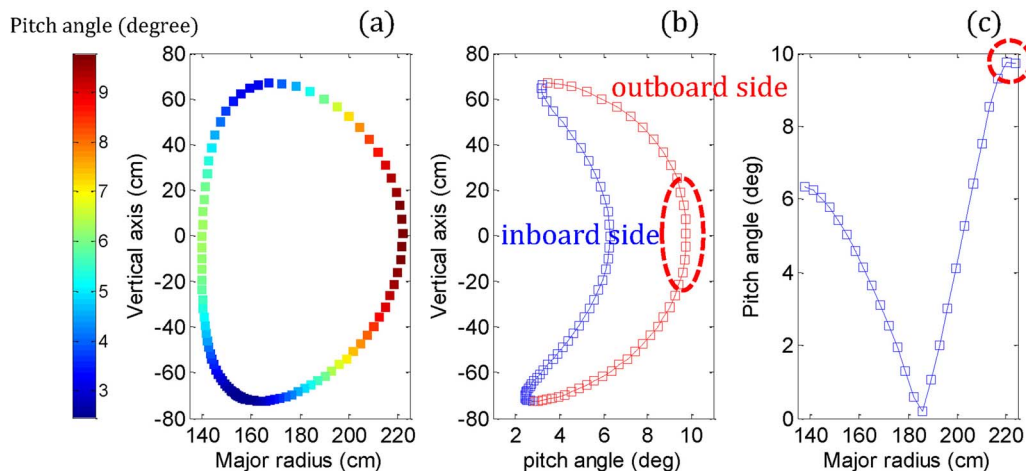 Pitch angle (degree)
(a)
(b)
(c)
9
8
7
6
5
4
3
80
60
40
20
0
-20
-40
-60
-80
Vertical axis (cm)
140 160 180 200 220
Major radius (cm)
80
60
40
20
0
-20
-40
-60
-80
Vertical axis (cm)
outboard side
inboard side
2 4 6 8 10
pitch angle (deg)
10
8
6
4
2
0
Pitch angle (deg)
140 160 180 200 220
Major radius (cm)